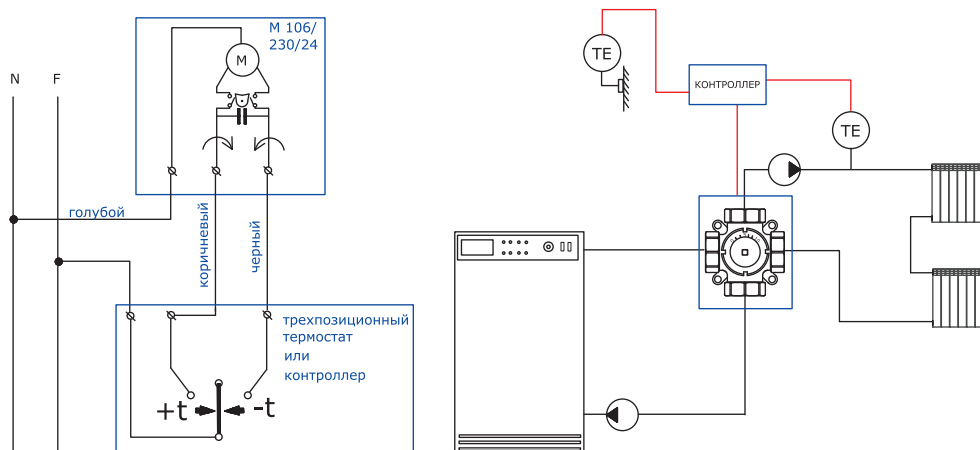 M 106/
230/24
M
N
F
голубой
коричневый
черный
трехпозиционный
термостат
или
контроллер
+t
-t
TE
КОНТРОЛЛЕР
TE